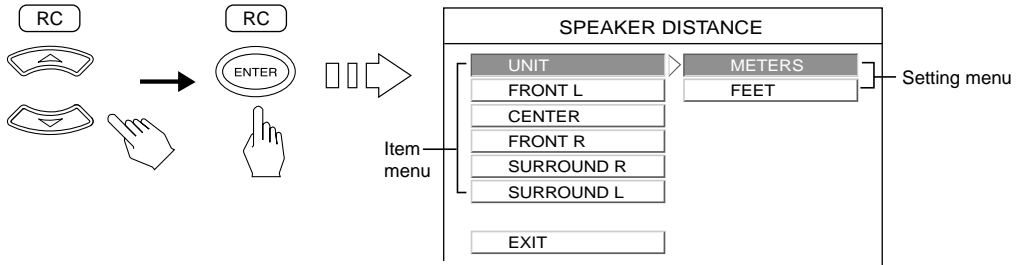 RC
RC
ENTER
SPEAKER DISTANCE
UNIT
METERS
FRONT L
FEET
CENTER
FRONT R
SURROUND R
SURROUND L
EXIT
Item
menu
Setting menu